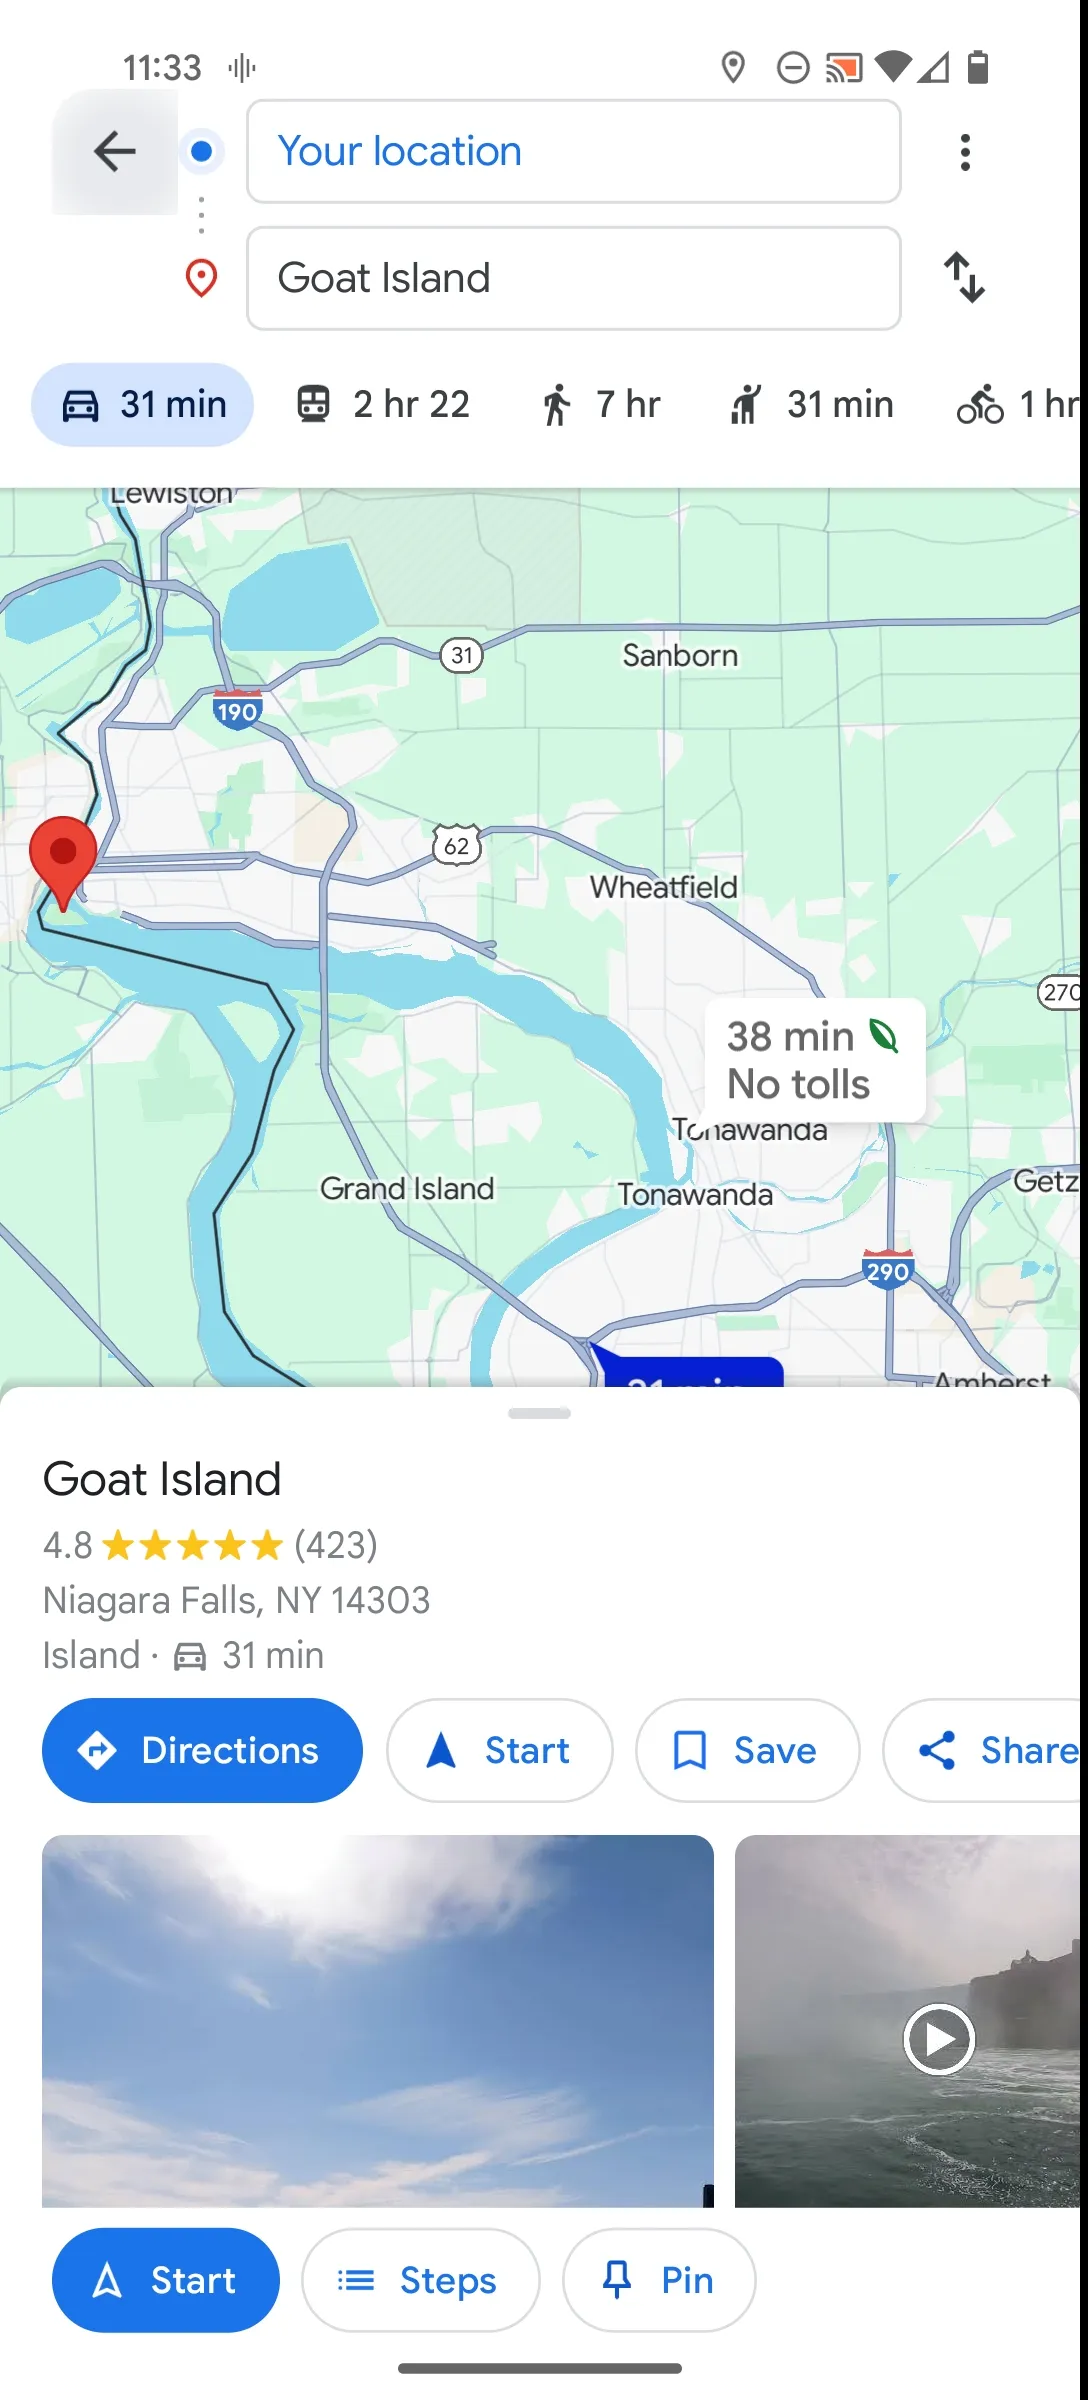 11:33
Your location
Goat Island
31 min
2 hr 22
7 hr
31 min
1 hr
Lewiston
31
Sanborn
190
62
Wheatfield
270
38 min
No tolls
Tonawanda
Grand Island
Tonawanda
Getz
290
31 min
Amherst
Goat Island
4.8 (423)
Niagara Falls, NY 14303
Island · 31 min
Directions
Start
Save
Share
Start
Steps
Pin